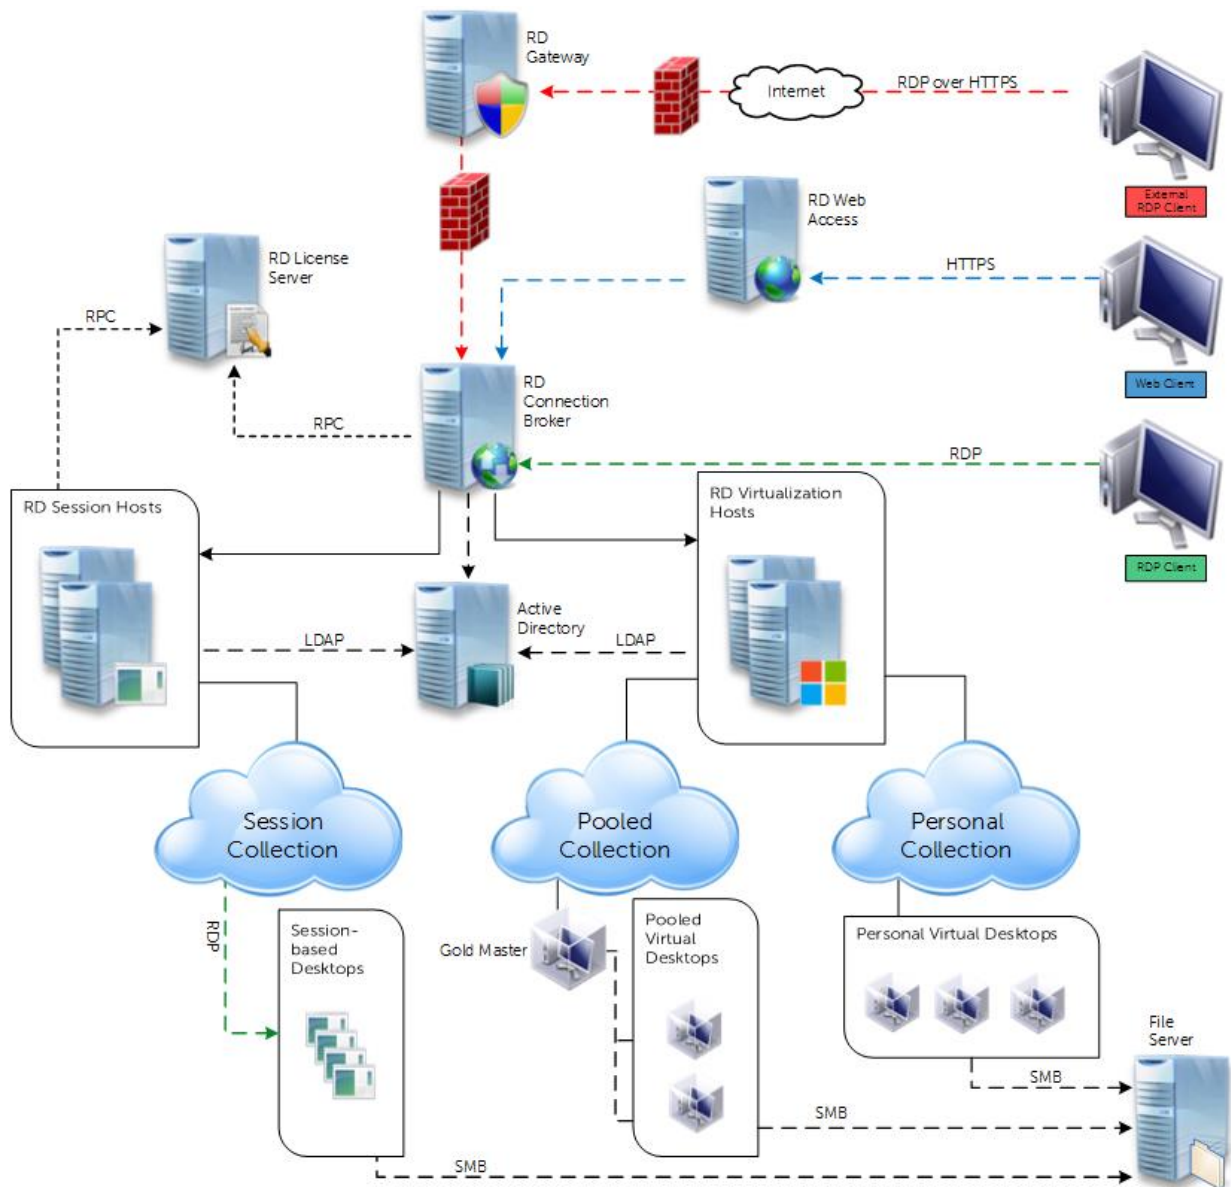 RD
Gateway
Internet
RDP over HTTPS
External
RDP Client
RD Web
Access
HTTPS
Web Client
RD License
Server
RPC
RPC
RD
Connection
Broker
RDP
RDP Client
RD Session Hosts
RD Virtualization
Hosts
Active
Directory
LDAP
LDAP
Session
Collection
Pooled
Collection
Personal
Collection
RDP
Session-
based
Desktops
Gold Master
Pooled
Virtual
Desktops
Personal Virtual Desktops
File
Server
SMB
SMB
SMB